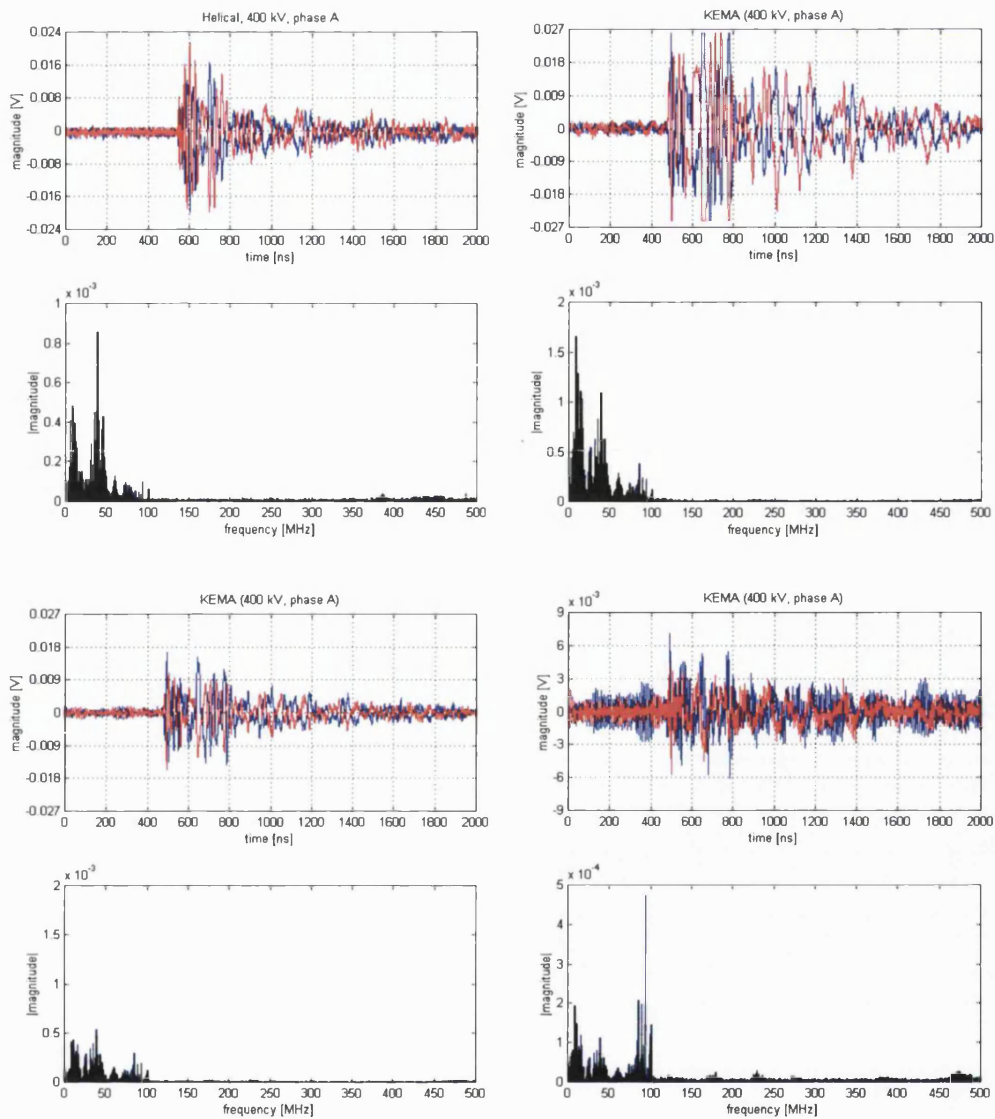 Helical, 400 kV, phase A
magnitude [V]
0.024
0.016
0.008
0
-0.008
-0.016
-0.024
0 200 400 600 800 1000 1200 1400 1600 1800 2000
time [ns]
KEMA (400 kV, phase A)
magnitude [V]
0.027
0.018
0.009
0
-0.009
-0.018
-0.027
0 200 400 600 800 1000 1200 1400 1600 1800 2000
time [ns]
x 10⁻³
|magnitude|
1
0.8
0.6
0.4
0.2
0
0 50 100 150 200 250 300 350 400 450 500
frequency [MHz]
x 10⁻³
|magnitude|
2
1.5
1
0.5
0
0 50 100 150 200 250 300 350 400 450 500
frequency [MHz]
KEMA (400 kV, phase A)
magnitude [V]
0.027
0.018
0.009
0
-0.009
-0.018
-0.027
0 200 400 600 800 1000 1200 1400 1600 1800 2000
time [ns]
KEMA (400 kV, phase A)
x 10⁻³
magnitude [V]
9
6
3
0
-3
-6
-9
0 200 400 600 800 1000 1200 1400 1600 1800 2000
time [ns]
x 10⁻³
|magnitude|
2
1.5
1
0.5
0
0 50 100 150 200 250 300 350 400 450 500
frequency [MHz]
x 10⁻⁴
|magnitude|
5
4
3
2
1
0
0 50 100 150 200 250 300 350 400 450 500
frequency [MHz]